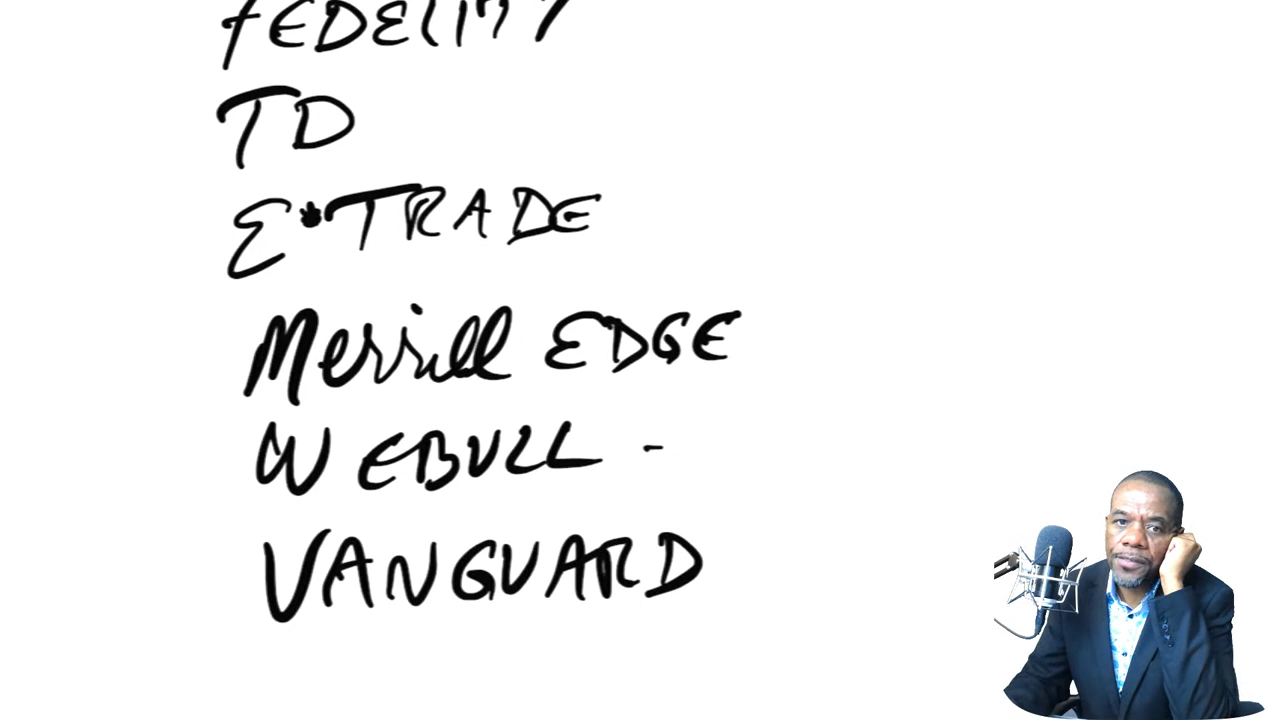 FEDELITY
TD
E*TRADE
Merrill EDGE
WEBULL -
VANGUARD